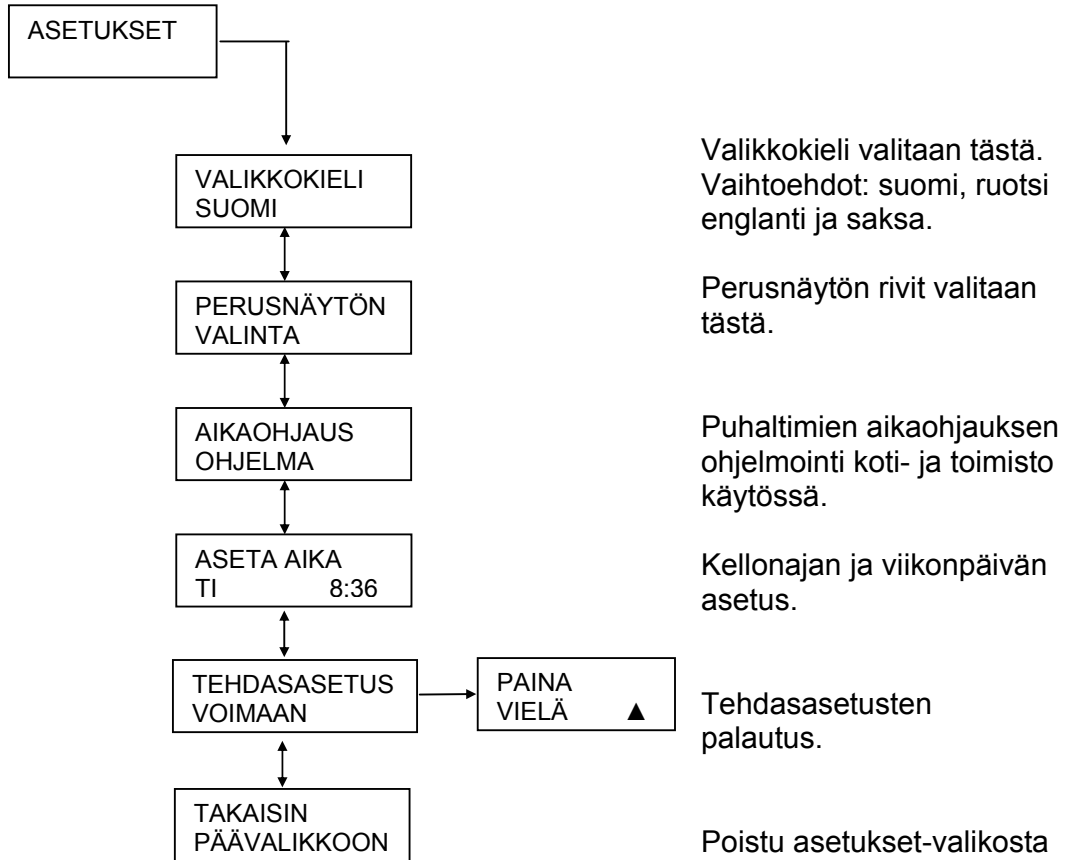 ASETUKSET
VALIKKOKIELI
SUOMI
Valikkokieli valitaan tästä.
Vaihtoehdot: suomi, ruotsi
englanti ja saksa.
PERUSNÄYTÖN
VALINTA
Perusnäytön rivit valitaan
tästä.
AIKAOHJAUS
OHJELMA
Puhaltimien aikaohjauksen
ohjelmointi koti- ja toimisto
käytössä.
ASETA AIKA
TI 8:36
Kellonajan ja viikonpäivän
asetus.
TEHDASASETUS
VOIMAAN
PAINA
VIELÄ ▲
Tehdasasetusten
palautus.
TAKAISIN
PÄÄVALIKKOON
Poistu asetukset-valikosta